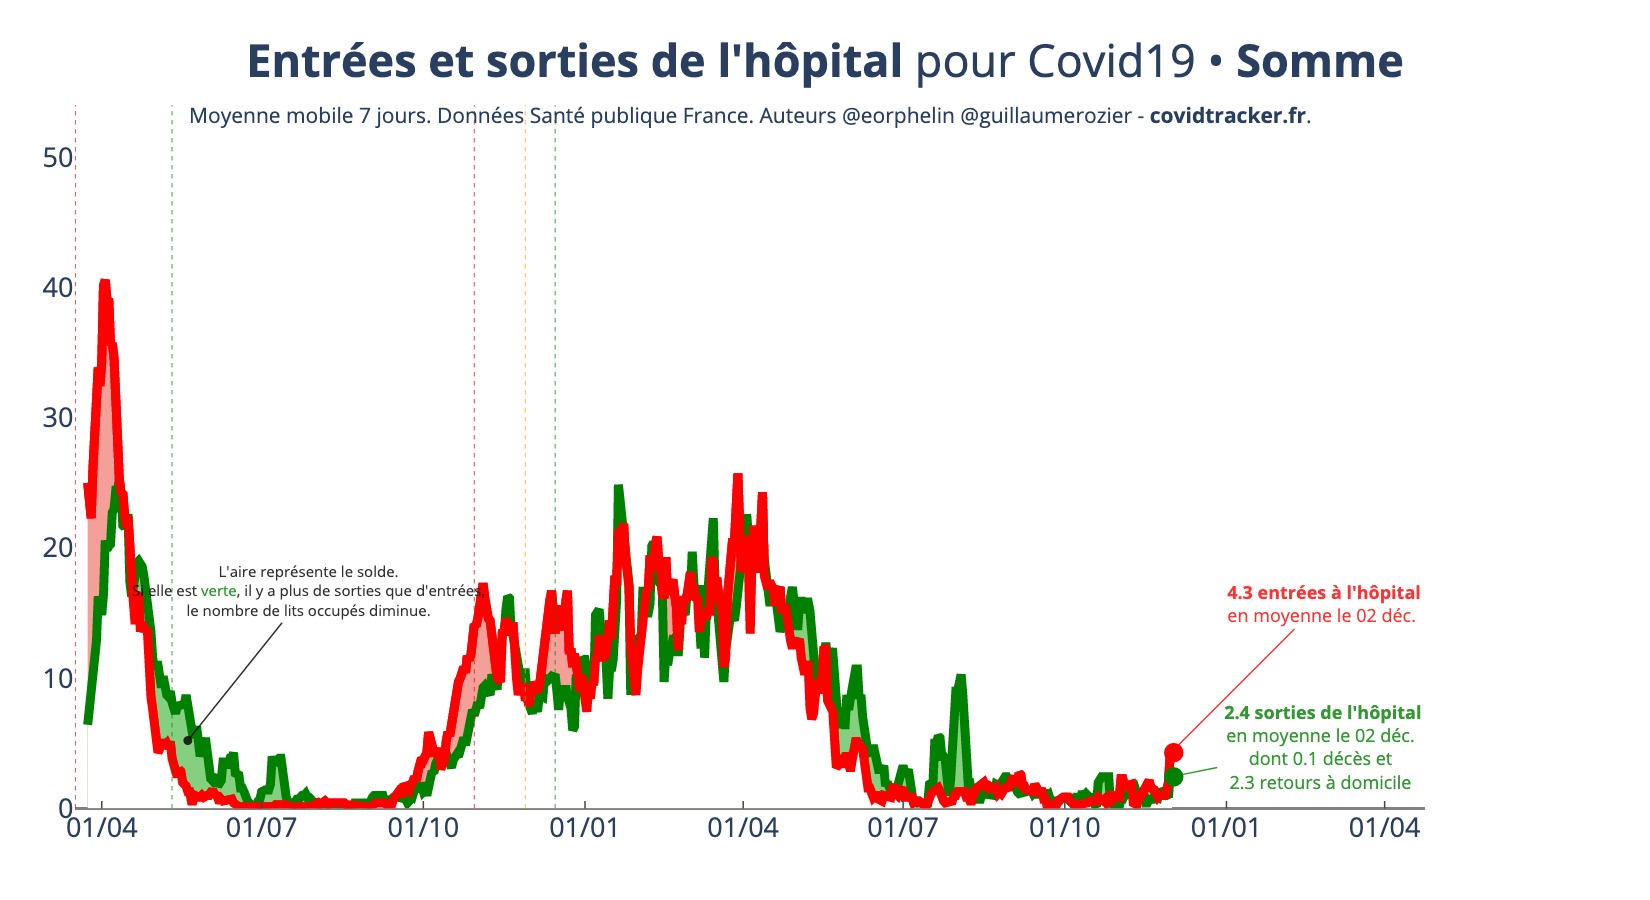 Entrées et sorties de l'hôpital pour Covid19 • Somme
Moyenne mobile 7 jours. Données Santé publique France. Auteurs @eorphelin @guillaumerozier - covidtracker.fr.
50
40
30
20
10
0
L'aire représente le solde.
Si elle est verte, il y a plus de sorties que d'entrées,
le nombre de lits occupés diminue.
4.3 entrées à l'hôpital
en moyenne le 02 déc.
2.4 sorties de l'hôpital
en moyenne le 02 déc.
dont 0.1 décès et
2.3 retours à domicile
01/04 01/07 01/10 01/01 01/04 01/07 01/10 01/01 01/04